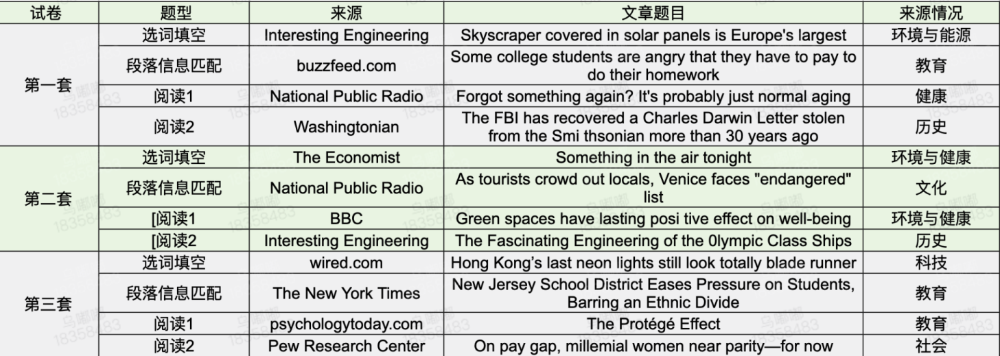 试卷 题型 来源 文章题目 来源情况
第一套
选词填空 Interesting Engineering Skyscraper covered in solar panels is Europe's largest 环境与能源
段落信息匹配 buzzfeed.com Some college students are angry that they have to pay to
do their homework 教育
阅读1 National Public Radio Forgot something again? It's probably just normal aging 健康
阅读2 Washingtonian The FBI has recovered a Charles Darwin Letter stolen
from the Smi thsonian more than 30 years ago 历史
第二套
选词填空 The Economist Something in the air tonight 环境与健康
段落信息匹配 National Public Radio As tourists crowd out locals, Venice faces "endangered"
list 文化
[阅读1 BBC Green spaces have lasting posi tive effect on well-being 环境与健康
[阅读2 Interesting Engineering The Fascinating Engineering of the 0lympic Class Ships 历史
第三套
选词填空 wired.com Hong Kong’s last neon lights still look totally blade runner 科技
段落信息匹配 The New York Times New Jersey School District Eases Pressure on Students,
Barring an Ethnic Divide 教育
阅读1 psychologytoday.com The Protégé Effect 教育
阅读2 Pew Research Center On pay gap, millemial women near parity—for now 社会
乌嘟嘟
18358483